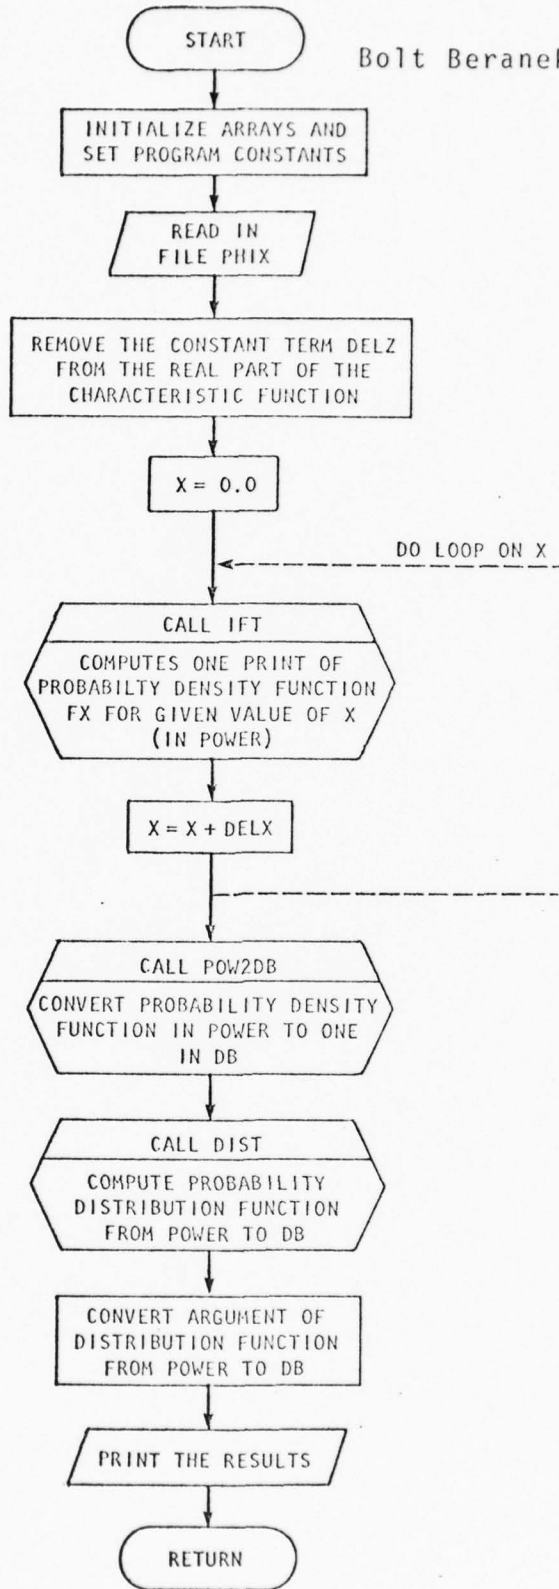 START
Bolt Beranek
INITIALIZE ARRAYS AND
SET PROGRAM CONSTANTS
READ IN
FILE PHIX
REMOVE THE CONSTANT TERM DELZ
FROM THE REAL PART OF THE
CHARACTERISTIC FUNCTION
X = 0.0
DO LOOP ON X
CALL IFT
COMPUTES ONE PRINT OF
PROBABILTY DENSITY FUNCTION
FX FOR GIVEN VALUE OF X
(IN POWER)
X = X + DELX
CALL POW2DB
CONVERT PROBABILITY DENSITY
FUNCTION IN POWER TO ONE
IN DB
CALL DIST
COMPUTE PROBABILITY
DISTRIBUTION FUNCTION
FROM POWER TO DB
CONVERT ARGUMENT OF
DISTRIBUTION FUNCTION
FROM POWER TO DB
PRINT THE RESULTS
RETURN